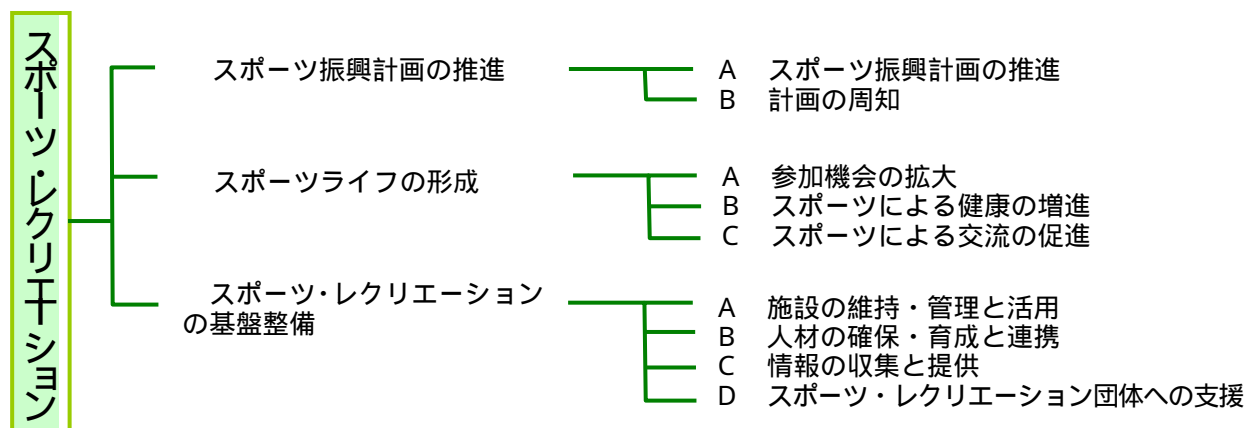 スポーツ・レクリエーション
スポーツ振興計画の推進
A スポーツ振興計画の推進
B 計画の周知
スポーツライフの形成
A 参加機会の拡大
B スポーツによる健康の増進
C スポーツによる交流の促進
スポーツ・レクリエーション
の基盤整備
A 施設の維持・管理と活用
B 人材の確保・育成と連携
C 情報の収集と提供
D スポーツ・レクリエーション団体への支援